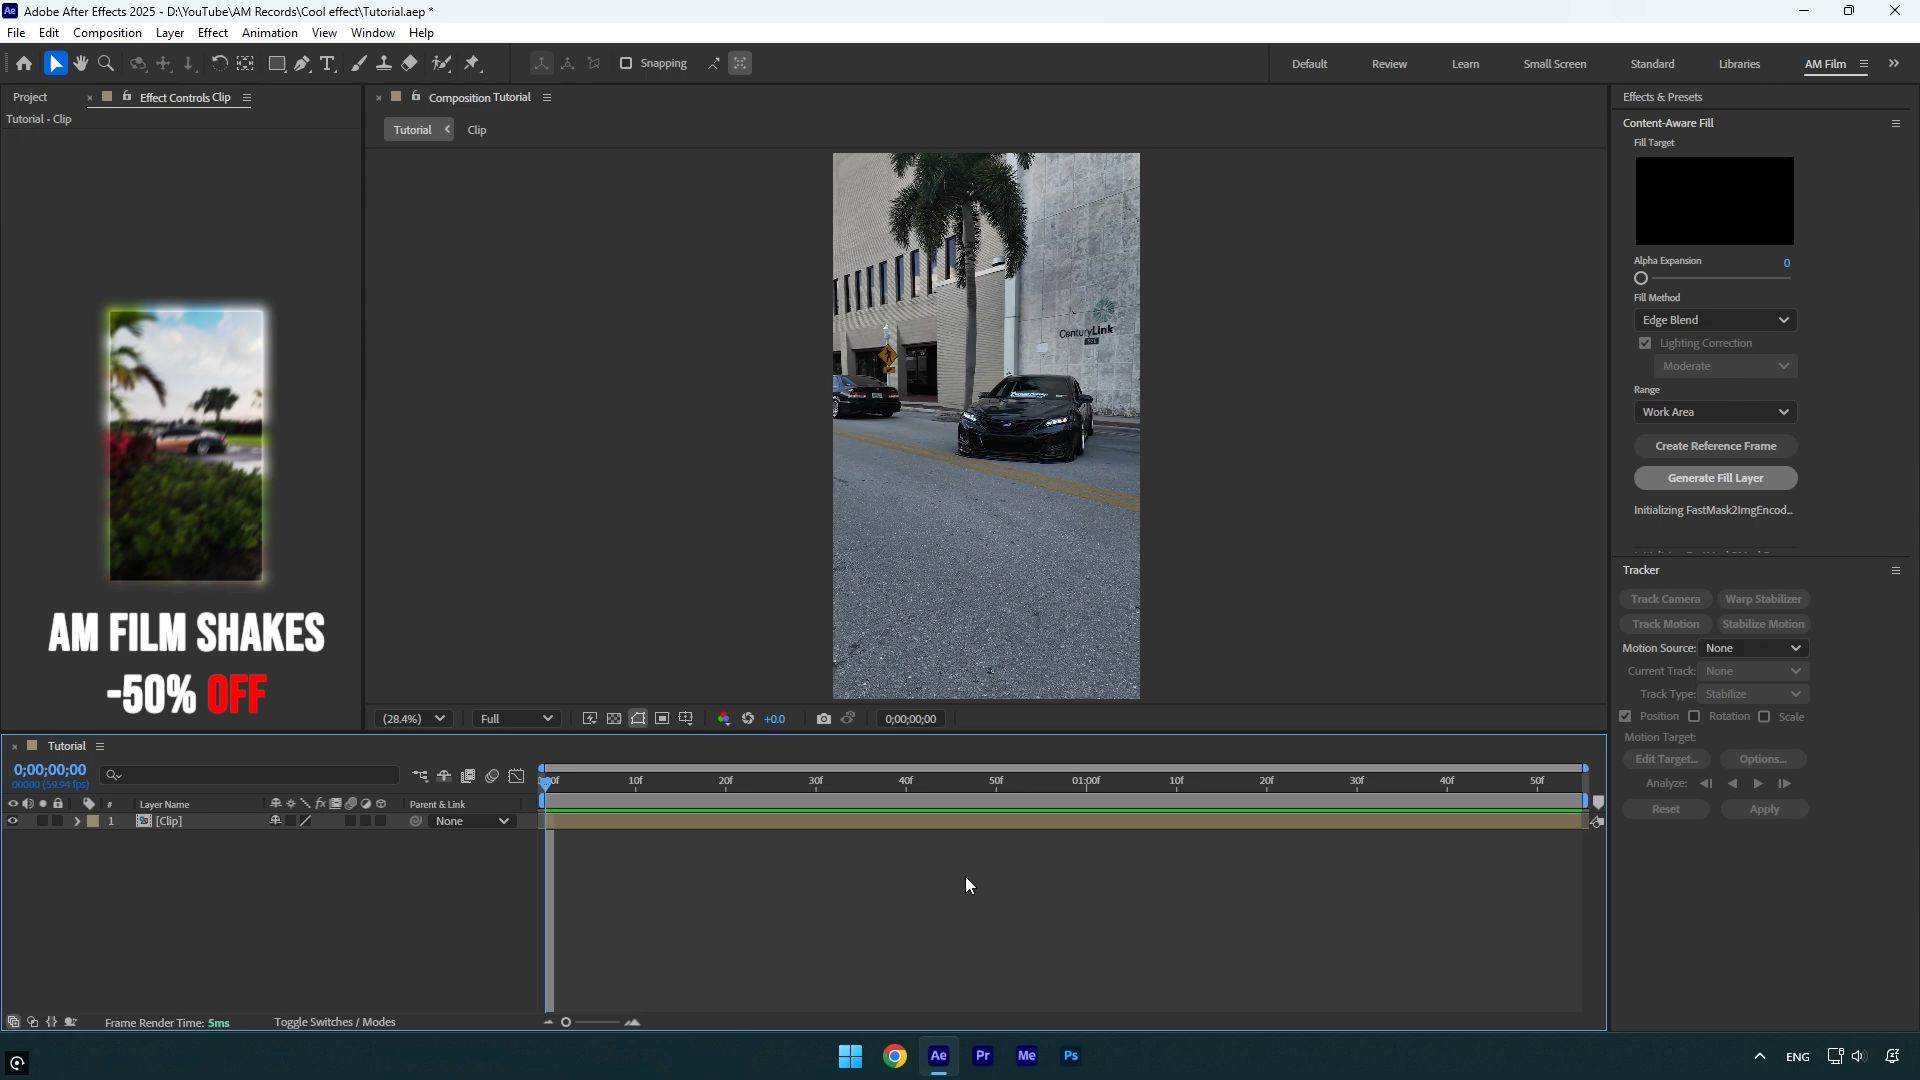 Adobe After Effects 2025 - D:\YouTube\AM Records\Cool effect\Tutorial.aep *
File Edit Composition Layer Effect Animation View Window Help
Snapping
Default Review Learn Small Screen Standard Libraries AM Film
Project Effect Controls Clip
Tutorial - Clip
Composition Tutorial
Tutorial Clip
Effects & Presets
Content-Aware Fill
Fill Target
Alpha Expansion 0
Fill Method
Edge Blend
Lighting Correction
Moderate
Range
Work Area
Create Reference Frame
Generate Fill Layer
Initializing FastMask2ImgEncod...
CenturyLink
AM FILM SHAKES
-50% OFF
Tracker
Track Camera Warp Stabilizer
Track Motion Stabilize Motion
Motion Source: None
Current Track: None
Track Type: Stabilize
Position Rotation Scale
Motion Target:
Edit Target... Options...
Analyze:
Reset Apply
(28.4%) Full +0.0 0;00;00;00
Tutorial
0;00;00;00
00000 (59.94 fps)
10f 20f 30f 40f 50f 01:00f 10f 20f 30f 40f 50f
# Layer Name fx Parent & Link
1 [Clip] None
Frame Render Time: 5ms Toggle Switches / Modes
Ae Pr Me Ps
ENG